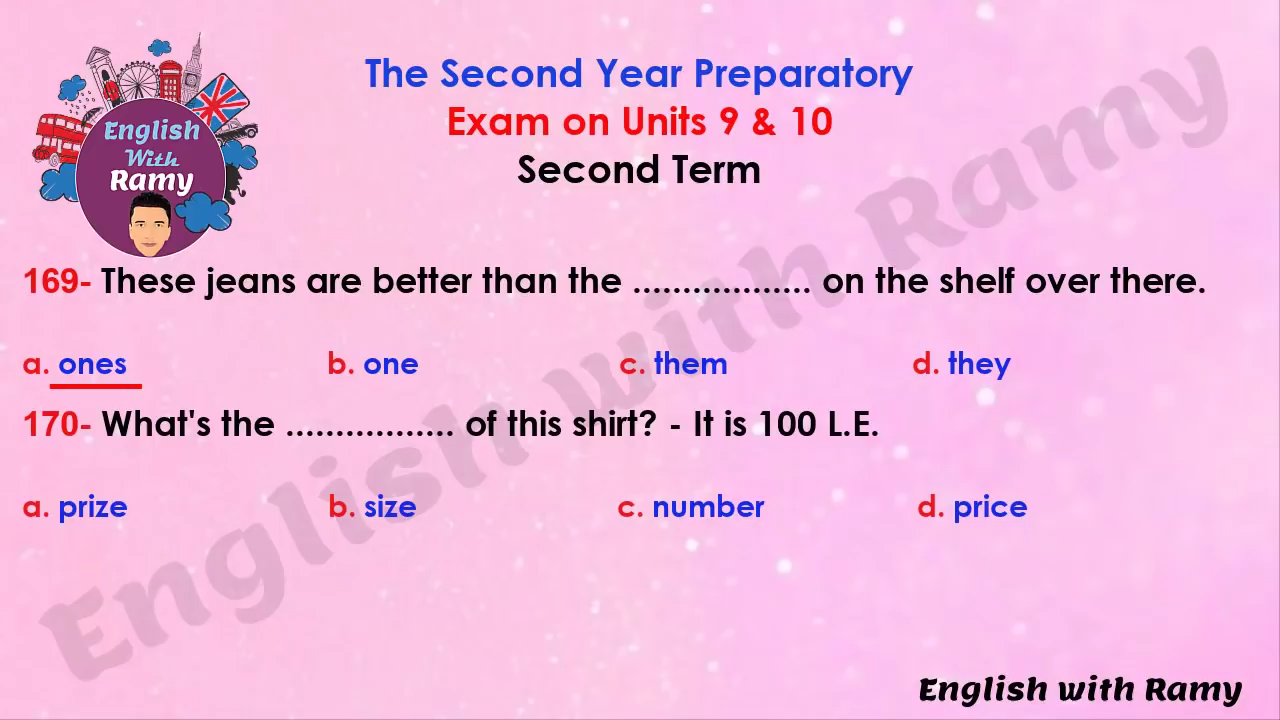 English
With
Ramy
The Second Year Preparatory
Exam on Units 9 & 10
Second Term
169- These jeans are better than the .................. on the shelf over there.
a. ones b. one c. them d. they
170- What's the ................. of this shirt? - It is 100 L.E.
a. prize b. size c. number d. price
English with Ramy
English with Ramy